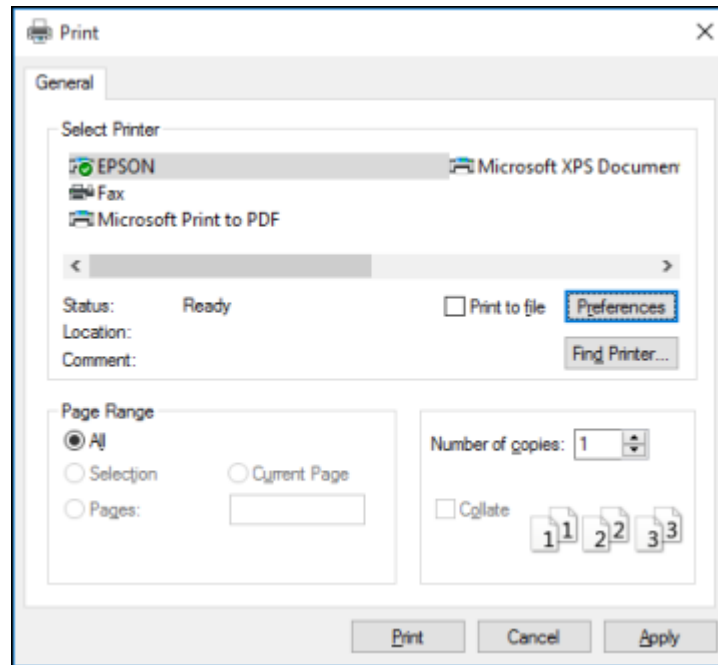 Print
General
Select Printer
EPSON
Microsoft XPS Documen
Fax
Microsoft Print to PDF
Status: Ready
Print to file
Preferences
Location:
Comment:
Find Printer...
Page Range
All
Selection
Current Page
Pages:
Number of copies: 1
Collate
1 1 2 2 3 3
Print Cancel Apply